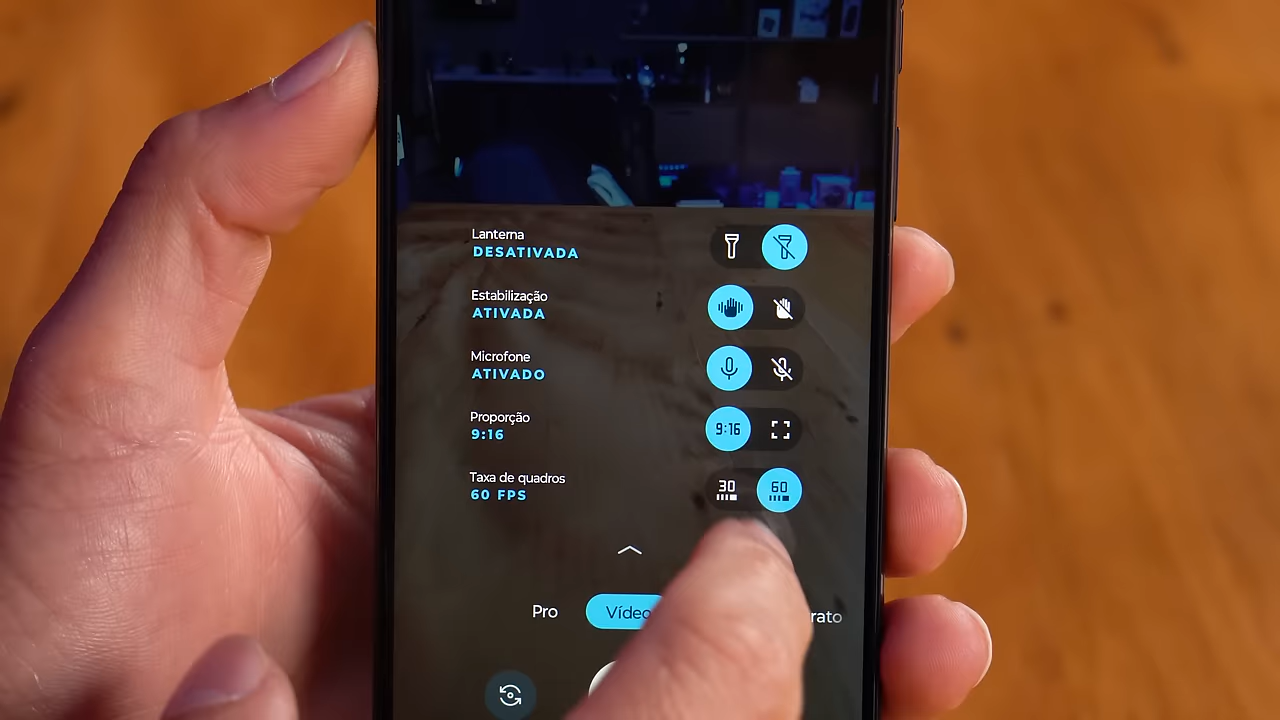 Lanterna
DESATIVADA
Estabilização
ATIVADA
Microfone
ATIVADO
Proporção
9:16
9:16
Taxa de quadros
60 FPS
30
60
Pro
Vídeo
rato